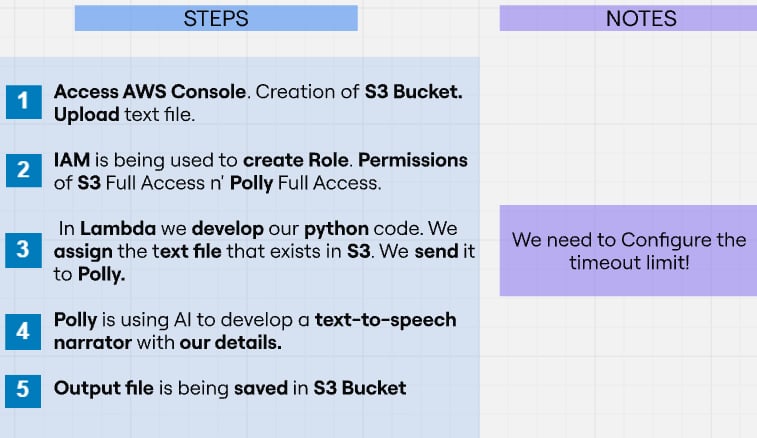 STEPS
NOTES
1
Access AWS Console. Creation of S3 Bucket.
Upload text file.
2
IAM is being used to create Role. Permissions
of S3 Full Access n' Polly Full Access.
3
In Lambda we develop our python code. We
assign the text file that exists in S3. We send it
to Polly.
We need to Configure the
timeout limit!
4
Polly is using AI to develop a text-to-speech
narrator with our details.
5
Output file is being saved in S3 Bucket